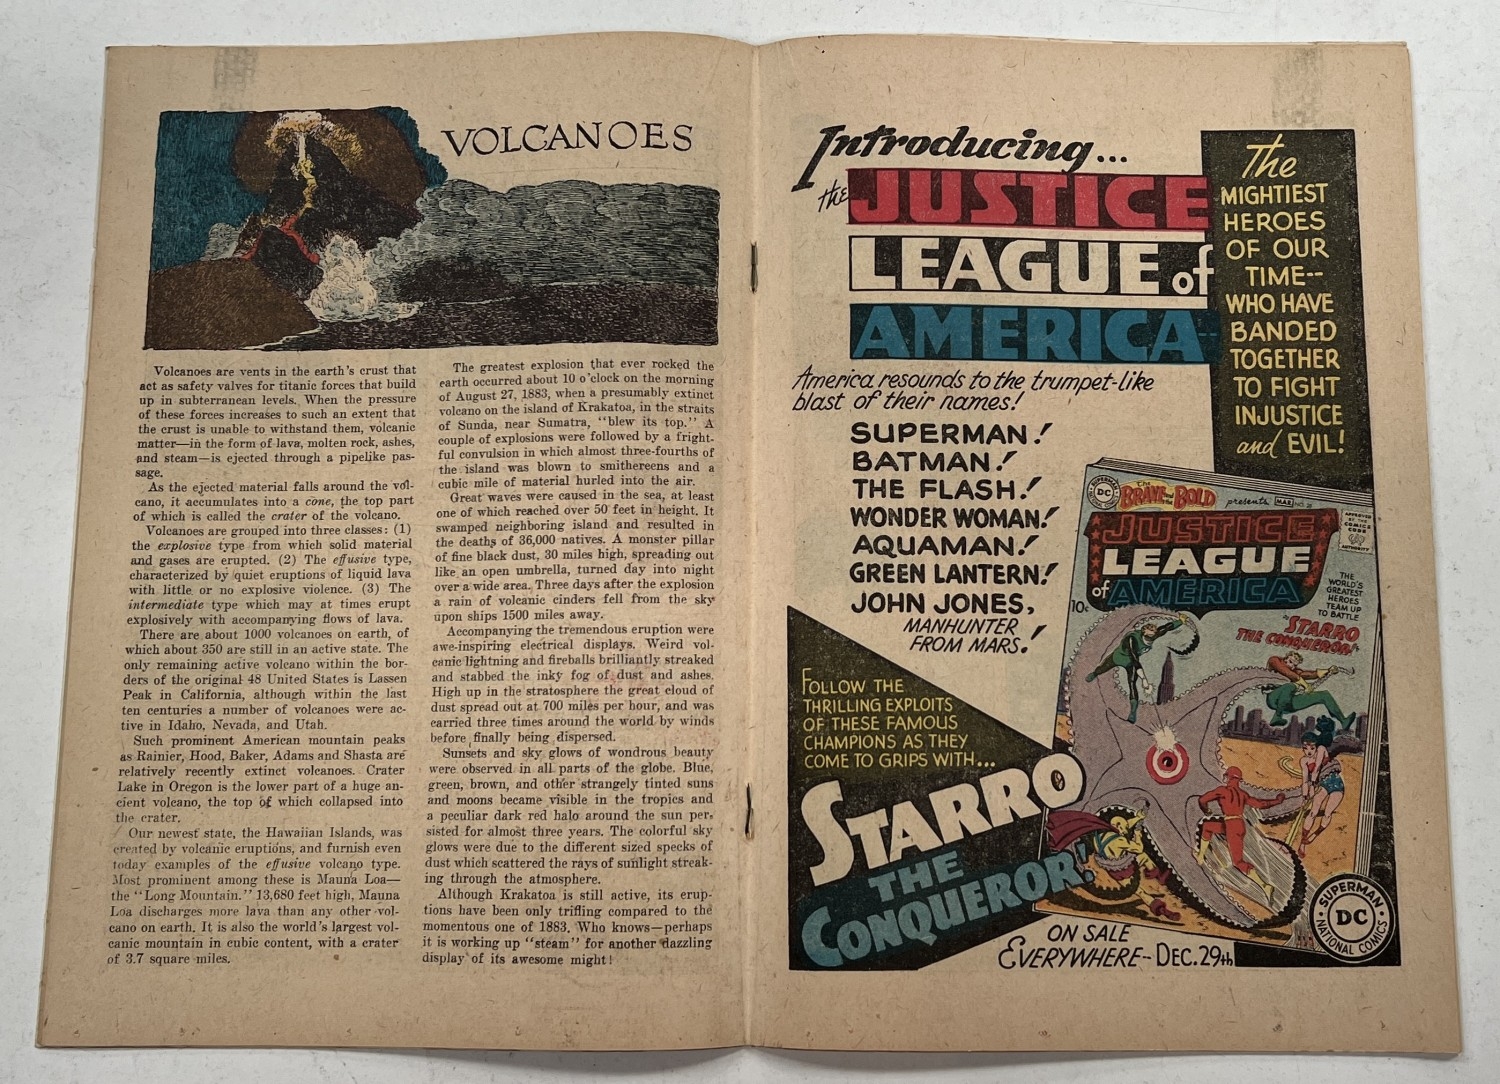 VOLCANOES
Volcanoes are vents in the earth's crust that
act as safety valves for titanic forces that build
up in subterranean levels. When the pressure
of these forces increases to such an extent that
the crust is unable to withstand them, volcanic
matter—in the form of lava, molten rock, ashes,
and steam—is ejected through a pipelike pas-
sage.
As the ejected material falls around the vol-
cano, it accumulates into a cone, the top part
of which is called the crater of the volcano.
Volcanoes are grouped into three classes: (1)
the explosive type from which solid material
and gases are erupted. (2) The effusive type,
characterized by quiet eruptions of liquid lava
with little or no explosive violence. (3) The
intermediate type which may at times erupt
explosively with accompanying flows of lava.
There are about 1000 volcanoes on earth, of
which about 350 are still in an active state. The
only remaining active volcano within the bor-
ders of the original 48 United States is Lassen
Peak in California, although within the last
ten centuries a number of volcanoes were ac-
tive in Idaho, Nevada, and Utah.
Such prominent American mountain peaks
as Rainier, Hood, Baker, Adams and Shasta are
relatively recently extinct volcanoes. Crater
Lake in Oregon is the lower part of a huge an-
cient volcano, the top of which collapsed into
the crater.
Our newest state, the Hawaiian Islands, was
created by volcanic eruptions, and furnish even
today examples of the effusive volcano type.
Most prominent among these is Mauna Loa—
the "Long Mountain." 13,680 feet high, Mauna
Loa discharges more lava than any other vol-
cano on earth. It is also the world's largest vol-
canic mountain in cubic content, with a crater
of 3.7 square miles.
The greatest explosion that ever rocked the
earth occurred about 10 o'clock on the morning
of August 27, 1883, when a presumably extinct
volcano on the island of Krakatoa, in the straits
of Sunda, near Sumatra, "blew its top." A
couple of explosions were followed by a fright-
ful convulsion in which almost three-fourths of
the island was blown to smithereens and a
cubic mile of material hurled into the air.
Great waves were caused in the sea, at least
one of which reached over 50 feet in height. It
swamped neighboring island and resulted in
the deaths of 36,000 natives. A monster pillar
of fine black dust, 30 miles high, spreading out
like an open umbrella, turned day into night
over a wide area. Three days after the explosion
a rain of volcanic cinders fell from the sky
upon ships 1500 miles away.
Accompanying the tremendous eruption were
awe-inspiring electrical displays. Weird vol-
canic lightning and fireballs brilliantly streaked
and stabbed the inky fog of dust and ashes.
High up in the stratosphere the great cloud of
dust spread out at 700 miles per hour, and was
carried three times around the world by winds
before finally being dispersed.
Sunsets and sky glows of wondrous beauty
were observed in all parts of the globe. Blue,
green, brown, and other strangely tinted suns
and moons became visible in the tropics and
a peculiar dark red halo around the sun per-
sisted for almost three years. The colorful sky
glows were due to the different sized specks of
dust which scattered the rays of sunlight streak-
ing through the atmosphere.
Although Krakatoa is still active, its erup-
tions have been only trifling compared to the
momentous one of 1883. Who knows—perhaps
it is working up "steam" for another dazzling
display of its awesome might!
Introducing...
the JUSTICE
LEAGUE of
AMERICA--
The
MIGHTIEST
HEROES
OF OUR
TIME--
WHO HAVE
BANDED
TOGETHER
TO FIGHT
INJUSTICE
and EVIL!
America resounds to the trumpet-like
blast of their names!
SUPERMAN!
BATMAN!
THE FLASH!
WONDER WOMAN!
AQUAMAN!
GREEN LANTERN!
JOHN JONES,
MANHUNTER
FROM MARS!
FOLLOW THE
THRILLING EXPLOITS
OF THESE FAMOUS
CHAMPIONS AS THEY
COME TO GRIPS WITH...
STARRO
THE
CONQUEROR!
SUPERMAN
DC
The BRAVE and the BOLD presents
MAR. NO. 28
APPROVED
BY THE
COMICS
CODE
AUTHORITY
JUSTICE
LEAGUE
of AMERICA
10¢
THE
WORLD'S
GREATEST
HEROES
TEAM UP
TO BATTLE
STARRO
THE CONQUEROR!
ON SALE
EVERYWHERE--DEC. 29th
SUPERMAN
DC
NATIONAL COMICS